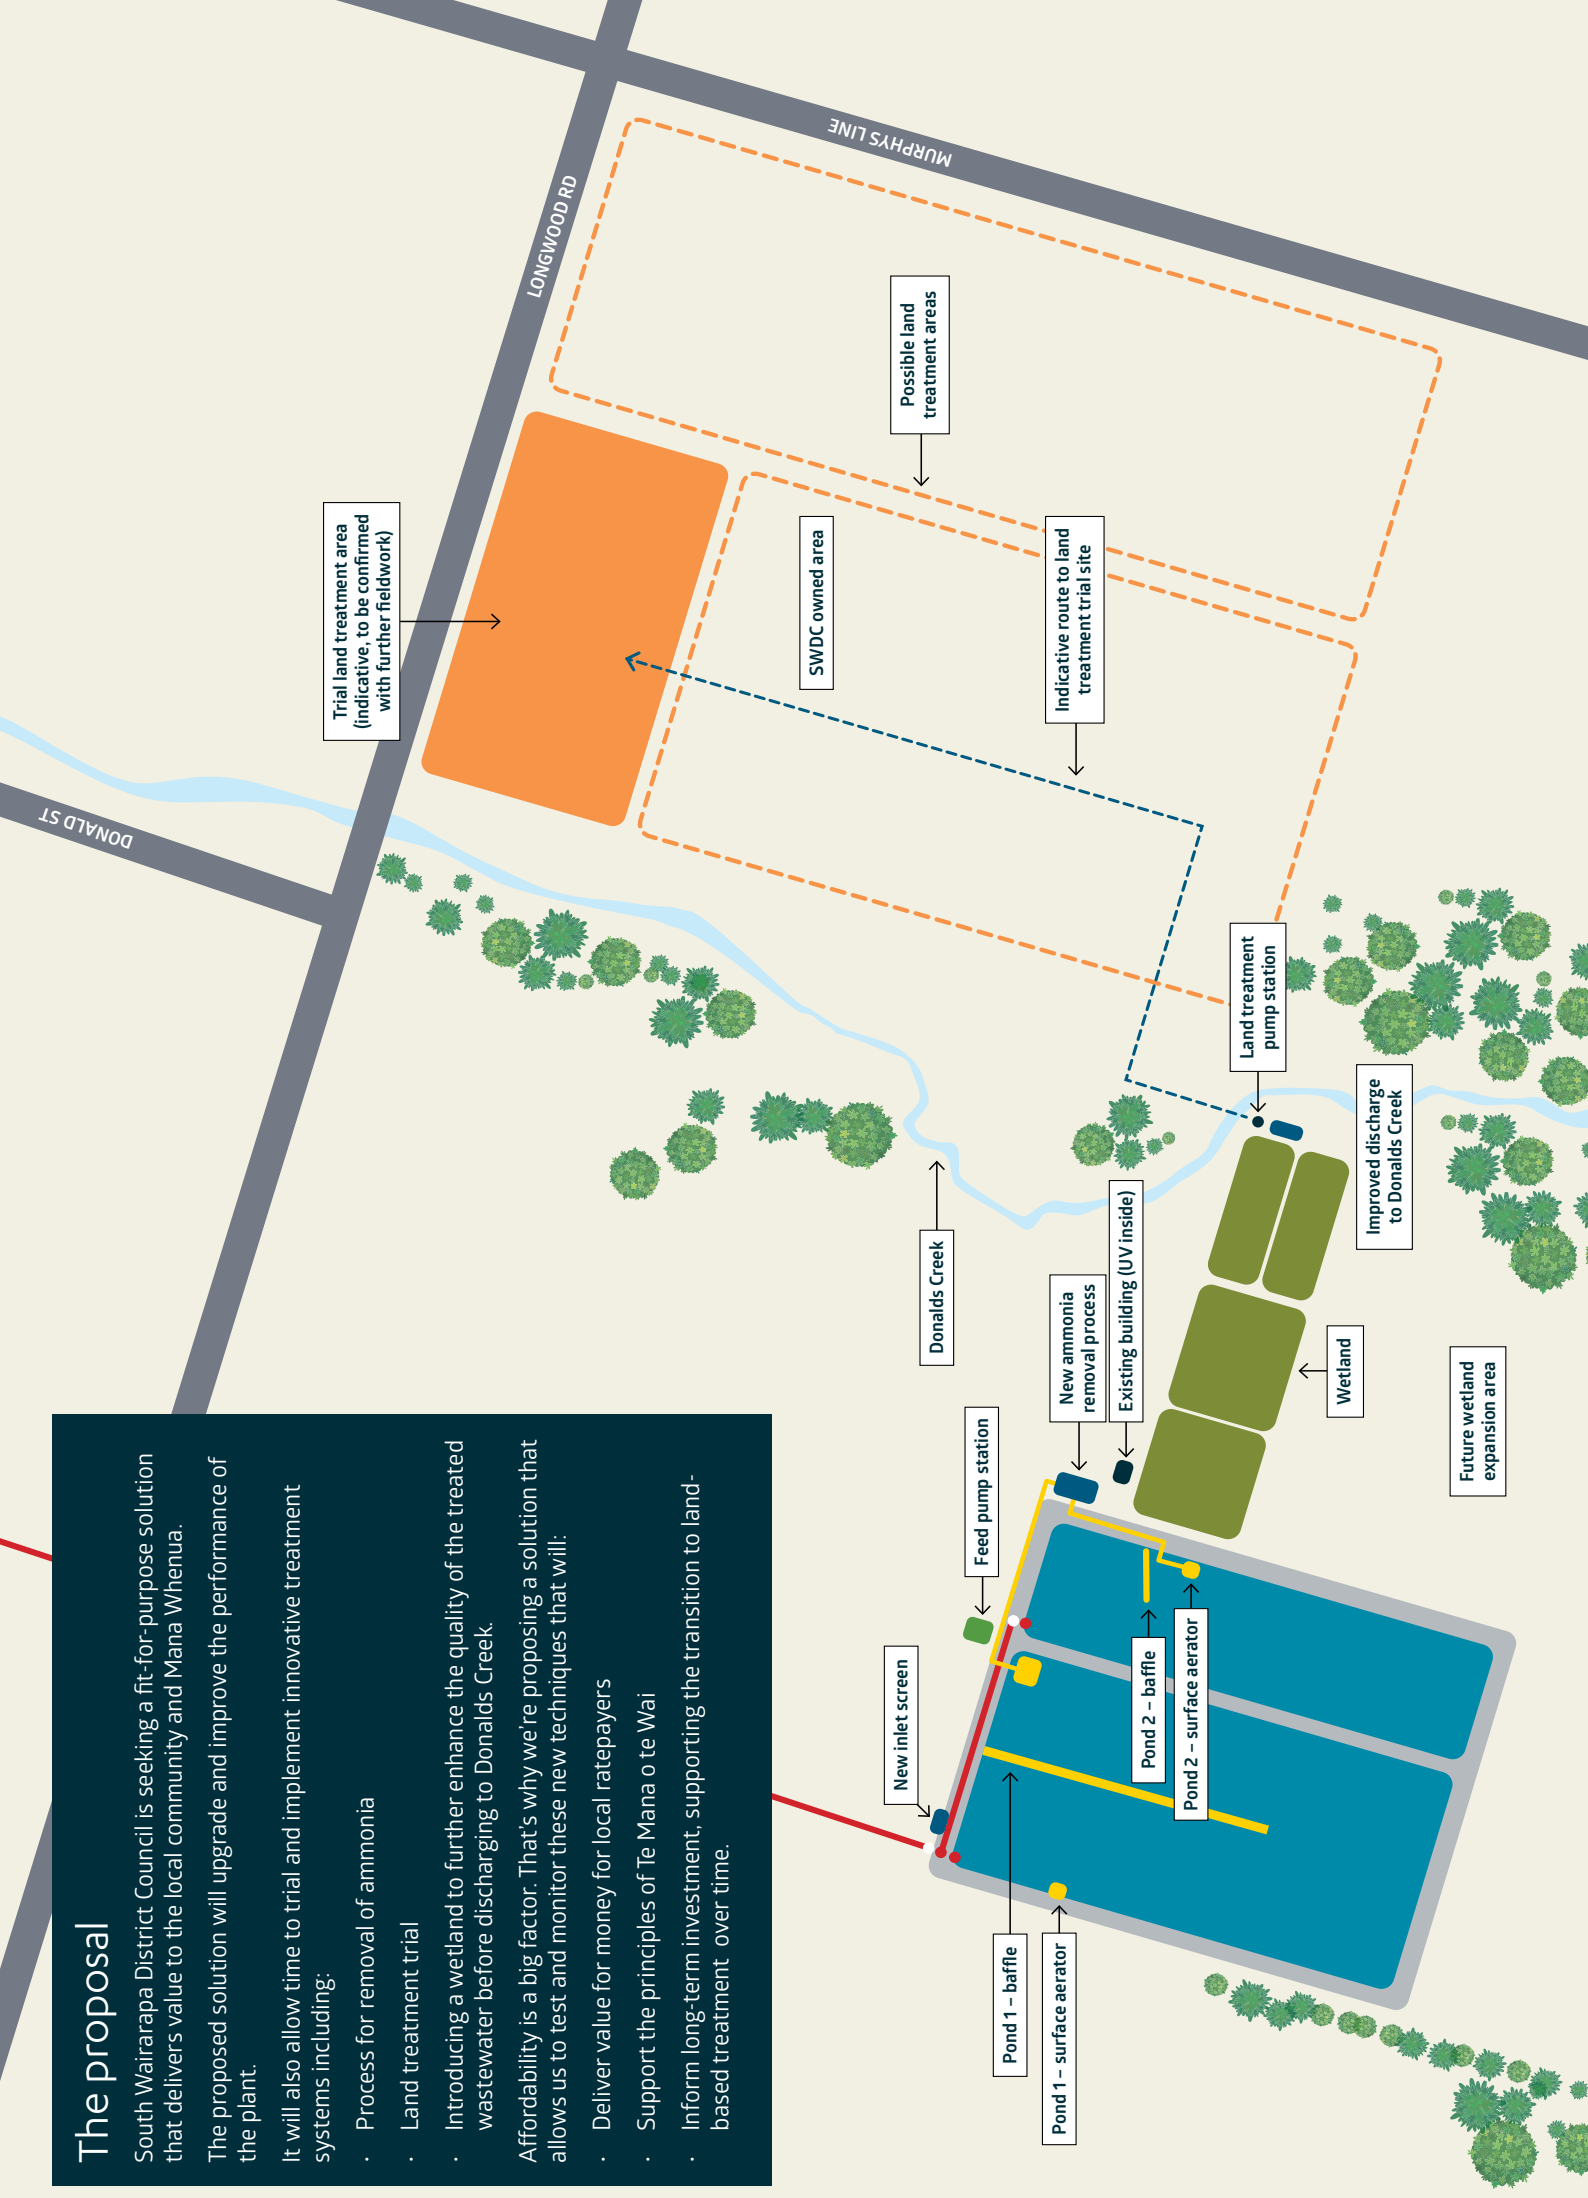 The proposal
South Wairarapa District Council is seeking a fit-for-purpose solution
that delivers value to the local community and Mana Whenua.
The proposed solution will upgrade and improve the performance of
the plant.
It will also allow time to trial and implement innovative treatment
systems including:
· Process for removal of ammonia
· Land treatment trial
· Introducing a wetland to further enhance the quality of the treated
wastewater before discharging to Donalds Creek.
Affordability is a big factor. That's why we're proposing a solution that
allows us to test and monitor these new techniques that will:
· Deliver value for money for local ratepayers
· Support the principles of Te Mana o te Wai
· Inform long-term investment, supporting the transition to land-
based treatment over time.
DONALD ST
LONGWOOD RD
MURPHYS LINE
Trial land treatment area
(indicative, to be confirmed
with further fieldwork)
SWDC owned area
Possible land
treatment areas
Indicative route to land
treatment trial site
Land treatment
pump station
Improved discharge
to Donalds Creek
Donalds Creek
New ammonia
removal process
Existing building (UV inside)
Wetland
Future wetland
expansion area
Feed pump station
New inlet screen
Pond 2 – baffle
Pond 2 – surface aerator
Pond 1 – baffle
Pond 1 – surface aerator